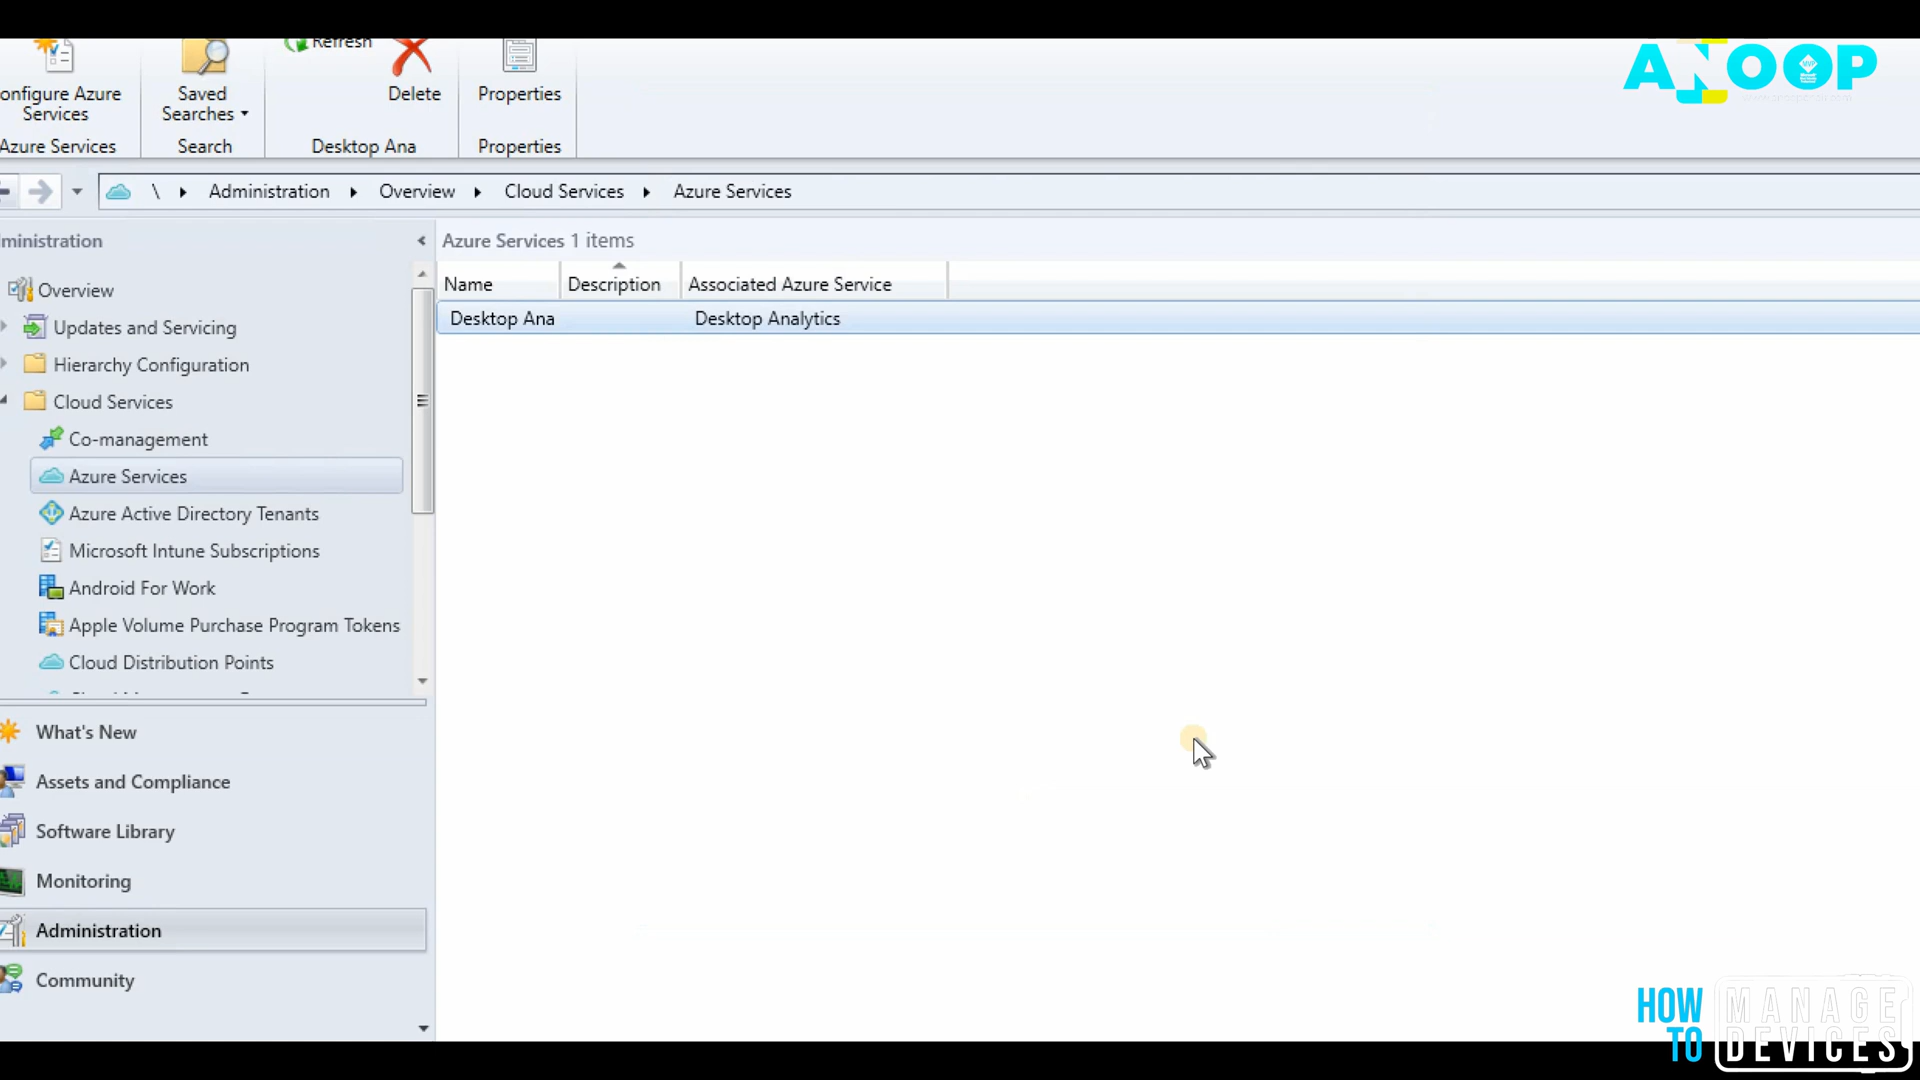 Refresh
onfigure Azure
Services
Saved
Searches
Delete
Properties
Azure Services
Search
Desktop Ana
Properties
\ Administration Overview Cloud Services Azure Services
ministration
Azure Services 1 items
Name Description Associated Azure Service
Desktop Ana Desktop Analytics
Overview
Updates and Servicing
Hierarchy Configuration
Cloud Services
Co-management
Azure Services
Azure Active Directory Tenants
Microsoft Intune Subscriptions
Android For Work
Apple Volume Purchase Program Tokens
Cloud Distribution Points
What's New
Assets and Compliance
Software Library
Monitoring
Administration
Community
ANOOP
HOW TO
MANAGE
DEVICES